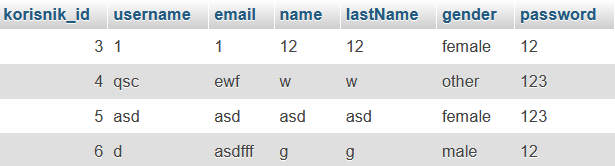 korisnik_id username email name lastName gender password
3 1 1 12 12 female 12
4 qsc ewf w w other 123
5 asd asd asd asd female 123
6 d asdfff g g male 12